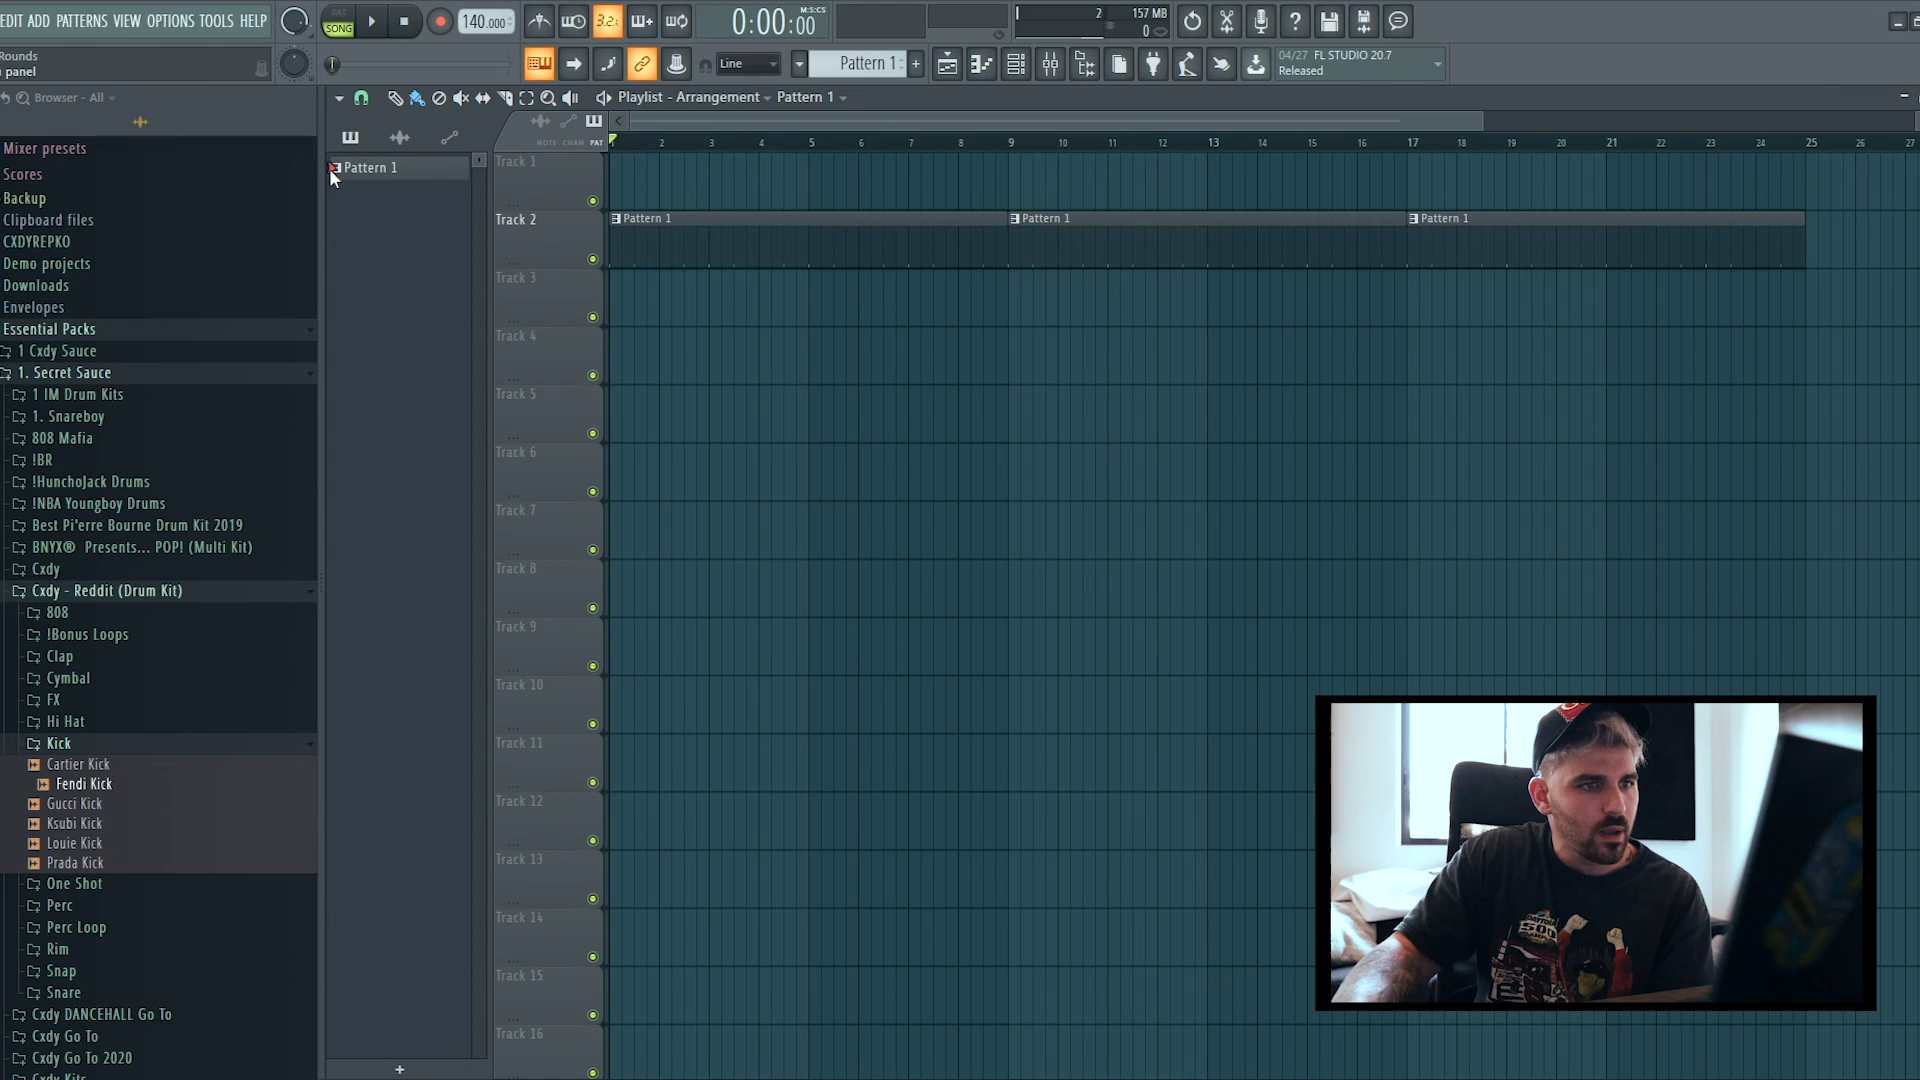 EDIT ADD PATTERNS VIEW OPTIONS TOOLS HELP
PAT
SONG
140.000
3.2.
0:00:00
M:S:CS
2
157 MB
0
04/27 FL STUDIO 20.7
Released
Rounds
panel
Line
Pattern 1
Browser - All
Playlist - Arrangement
Pattern 1
NOTE CHAN PAT
2 3 4 5 6 7 8 9 10 11 12 13 14 15 16 17 18 19 20 21 22 23 24 25 26 27
Mixer presets
Scores
Backup
Clipboard files
CXDYREPKO
Demo projects
Downloads
Envelopes
Essential Packs
1 Cxdy Sauce
1. Secret Sauce
1 IM Drum Kits
1. Snareboy
808 Mafia
!BR
!HunchoJack Drums
!NBA Youngboy Drums
Best Pi'erre Bourne Drum Kit 2019
BNYX® Presents... POP! (Multi Kit)
Cxdy
Cxdy - Reddit (Drum Kit)
808
!Bonus Loops
Clap
Cymbal
FX
Hi Hat
Kick
Cartier Kick
Fendi Kick
Gucci Kick
Ksubi Kick
Louie Kick
Prada Kick
One Shot
Perc
Perc Loop
Rim
Snap
Snare
Cxdy DANCEHALL Go To
Cxdy Go To
Cxdy Go To 2020
Cxdy Kits
Pattern 1
Track 1
Track 2
Pattern 1
Pattern 1
Pattern 1
Track 3
Track 4
Track 5
Track 6
Track 7
Track 8
Track 9
Track 10
Track 11
Track 12
Track 13
Track 14
Track 15
Track 16
500